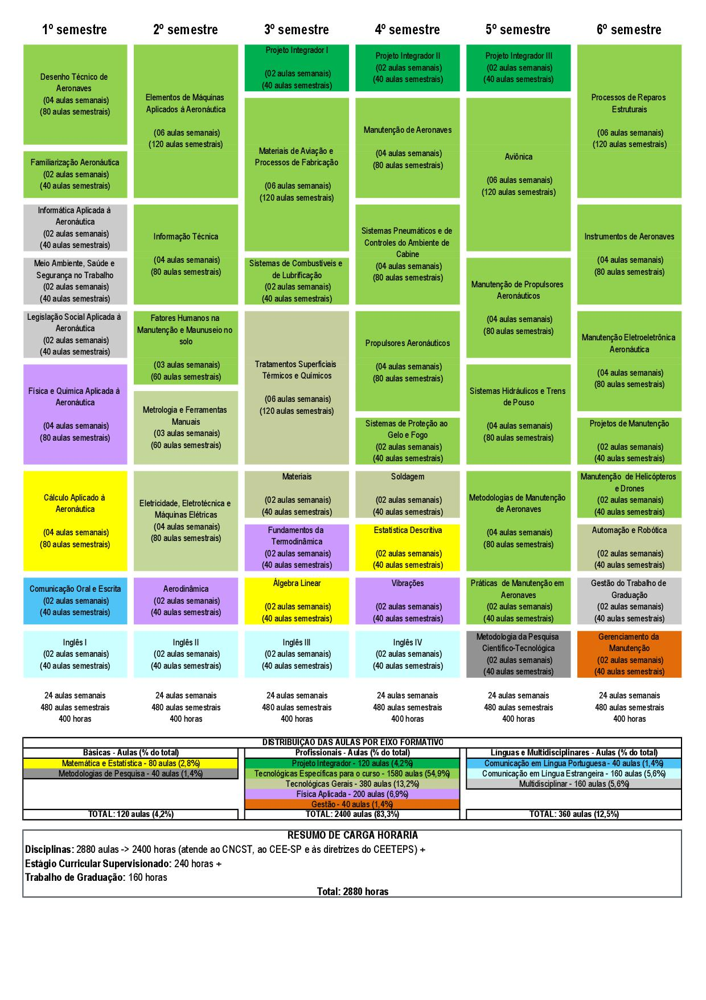 1º semestre
2º semestre
3º semestre
4º semestre
5º semestre
6º semestre
Desenho Técnico de
Aeronaves
(04 aulas semanais)
(80 aulas semestrais)
Familiarização Aeronáutica
(02 aulas semanais)
(40 aulas semestrais)
Informática Aplicada à
Aeronáutica
(02 aulas semanais)
(40 aulas semestrais)
Meio Ambiente, Saúde e
Segurança no Trabalho
(02 aulas semanais)
(40 aulas semestrais)
Legislação Social Aplicada à
Aeronáutica
(02 aulas semanais)
(40 aulas semestrais)
Física e Quimica Aplicada à
Aeronáutica
(04 aulas semanais)
(80 aulas semestrais)
Cálculo Aplicado à
Aeronáutica
(04 aulas semanais)
(80 aulas semestrais)
Comunicação Oral e Escrita
(02 aulas semanais)
(40 aulas semestrais)
Inglês I
(02 aulas semanais)
(40 aulas semestrais)
24 aulas semanais
480 aulas semestrais
400 horas
Elementos de Máquinas
Aplicados à Aeronáutica
(06 aulas semanais)
(120 aulas semestrais)
Informação Técnica
(04 aulas semanais)
(80 aulas semestrais)
Fatores Humanos na
Manutenção e Maunuseio no
solo
(03 aulas semanais)
(60 aulas semestrais)
Metrologia e Ferramentas
Manuais
(03 aulas semanais)
(60 aulas semestrais)
Eletricidade, Eletrotécnica e
Máquinas Elétricas
(04 aulas semanais)
(80 aulas semestrais)
Aerodinâmica
(02 aulas semanais)
(40 aulas semestrais)
Inglês II
(02 aulas semanais)
(40 aulas semestrais)
24 aulas semanais
480 aulas semestrais
400 horas
Projeto Integrador I
(02 aulas semanais)
(40 aulas semestrais)
Materiais de Aviação e
Processos de Fabricação
(06 aulas semanais)
(120 aulas semestrais)
Sistemas de Combustíveis e
de Lubrificação
(02 aulas semanais)
(40 aulas semestrais)
Tratamentos Superficiais
Térmicos e Químicos
(06 aulas semanais)
(120 aulas semestrais)
Materiais
(02 aulas semanais)
(40 aulas semestrais)
Fundamentos da
Termodinâmica
(02 aulas semanais)
(40 aulas semestrais)
Álgebra Linear
(02 aulas semanais)
(40 aulas semestrais)
Inglês III
(02 aulas semanais)
(40 aulas semestrais)
24 aulas semanais
480 aulas semestrais
400 horas
Projeto Integrador II
(02 aulas semanais)
(40 aulas semestrais)
Manutenção de Aeronaves
(04 aulas semanais)
(80 aulas semestrais)
Sistemas Pneumáticos e de
Controles do Ambiente de
Cabine
(04 aulas semanais)
(80 aulas semestrais)
Propulsores Aeronáuticos
(04 aulas semanais)
(80 aulas semestrais)
Sistemas de Proteção ao
Gelo e Fogo
(02 aulas semanais)
(40 aulas semestrais)
Soldagem
(02 aulas semanais)
(40 aulas semestrais)
Estatística Descritiva
(02 aulas semanais)
(40 aulas semestrais)
Vibrações
(02 aulas semanais)
(40 aulas semestrais)
Inglês IV
(02 aulas semanais)
(40 aulas semestrais)
24 aulas semanais
480 aulas semestrais
400 horas
Projeto Integrador III
(02 aulas semanais)
(40 aulas semestrais)
Aviônica
(06 aulas semanais)
(120 aulas semestrais)
Manutenção de Propulsores
Aeronáuticos
(04 aulas semanais)
(80 aulas semestrais)
Sistemas Hidráulicos e Trens
de Pouso
(04 aulas semanais)
(80 aulas semestrais)
Metodologias de Manutenção
de Aeronaves
(04 aulas semanais)
(80 aulas semestrais)
Práticas de Manutenção em
Aeronaves
(02 aulas semanais)
(40 aulas semestrais)
Metodologia da Pesquisa
Científico-Tecnológica
(02 aulas semanais)
(40 aulas semestrais)
24 aulas semanais
480 aulas semestrais
400 horas
Processos de Reparos
Estruturais
(06 aulas semanais)
(120 aulas semestrais)
Instrumentos de Aeronaves
(04 aulas semanais)
(80 aulas semestrais)
Manutenção Eletroeletrônica
Aeronáutica
(04 aulas semanais)
(80 aulas semestrais)
Projetos de Manutenção
(02 aulas semanais)
(40 aulas semestrais)
Manutenção de Helicópteros
e Drones
(02 aulas semanais)
(40 aulas semestrais)
Automação e Robótica
(02 aulas semanais)
(40 aulas semestrais)
Gestão do Trabalho de
Graduação
(02 aulas semanais)
(40 aulas semestrais)
Gerenciamento da
Manutenção
(02 aulas semanais)
(40 aulas semestrais)
24 aulas semanais
480 aulas semestrais
400 horas
DISTRIBUIÇÃO DAS AULAS POR EIXO FORMATIVO
Básicas - Aulas (% do total)
Matemática e Estatística - 80 aulas (2,8%)
Metodologias de Pesquisa - 40 aulas (1,4%)
TOTAL: 120 aulas (4,2%)
Profissionais - Aulas (% do total)
Projeto Integrador - 120 aulas (4,2%)
Tecnológicas Específicas para o curso - 1580 aulas (54,9%)
Tecnológicas Gerais - 380 aulas (13,2%)
Física Aplicada - 200 aulas (6,9%)
Gestão - 40 aulas (1,4%)
TOTAL: 2400 aulas (83,3%)
Línguas e Multidisciplinares - Aulas (% do total)
Comunicação em Língua Portuguesa - 40 aulas (1,4%)
Comunicação em Língua Estrangeira - 160 aulas (5,6%)
Multidisciplinar - 160 aulas (5,6%)
TOTAL: 360 aulas (12,5%)
RESUMO DE CARGA HORARIA
Disciplinas: 2880 aulas -> 2400 horas (atende ao CNCST, ao CEE-SP e às diretrizes do CEETEPS) +
Estágio Curricular Supervisionado: 240 horas +
Trabalho de Graduação: 160 horas
Total: 2880 horas